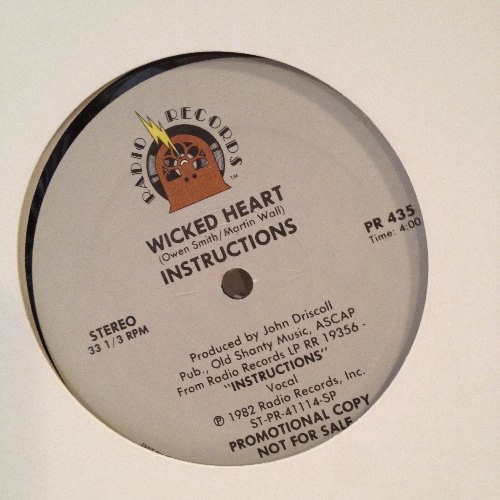 RADIO RECORDS™
WICKED HEART
(Owen Smith/Martin Wall)
INSTRUCTIONS
PR 435
Time: 4:00
STEREO
33 1/3 RPM
Produced by John Driscoll
Pub., Old Shanty Music, ASCAP
From Radio Records LP RR 19356 -
"INSTRUCTIONS"
Vocal
℗ 1982 Radio Records, Inc.
ST-PR-41114-SP
PROMOTIONAL COPY
NOT FOR SALE